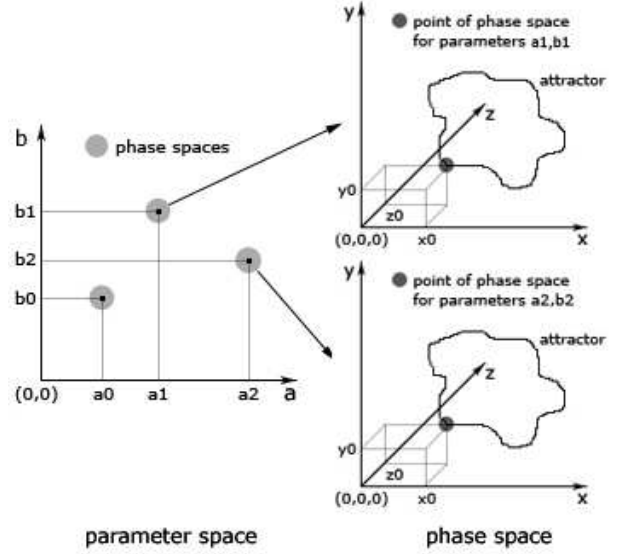 b
phase spaces
b1
b2
b0
(0,0)
a0
a1
a2
a
parameter space
y
point of phase space
for parameters a1,b1
attractor
z
y0
z0
(0,0,0)
x0
x
y
point of phase space
for parameters a2,b2
attractor
z
y0
z0
(0,0,0)
x0
x
phase space